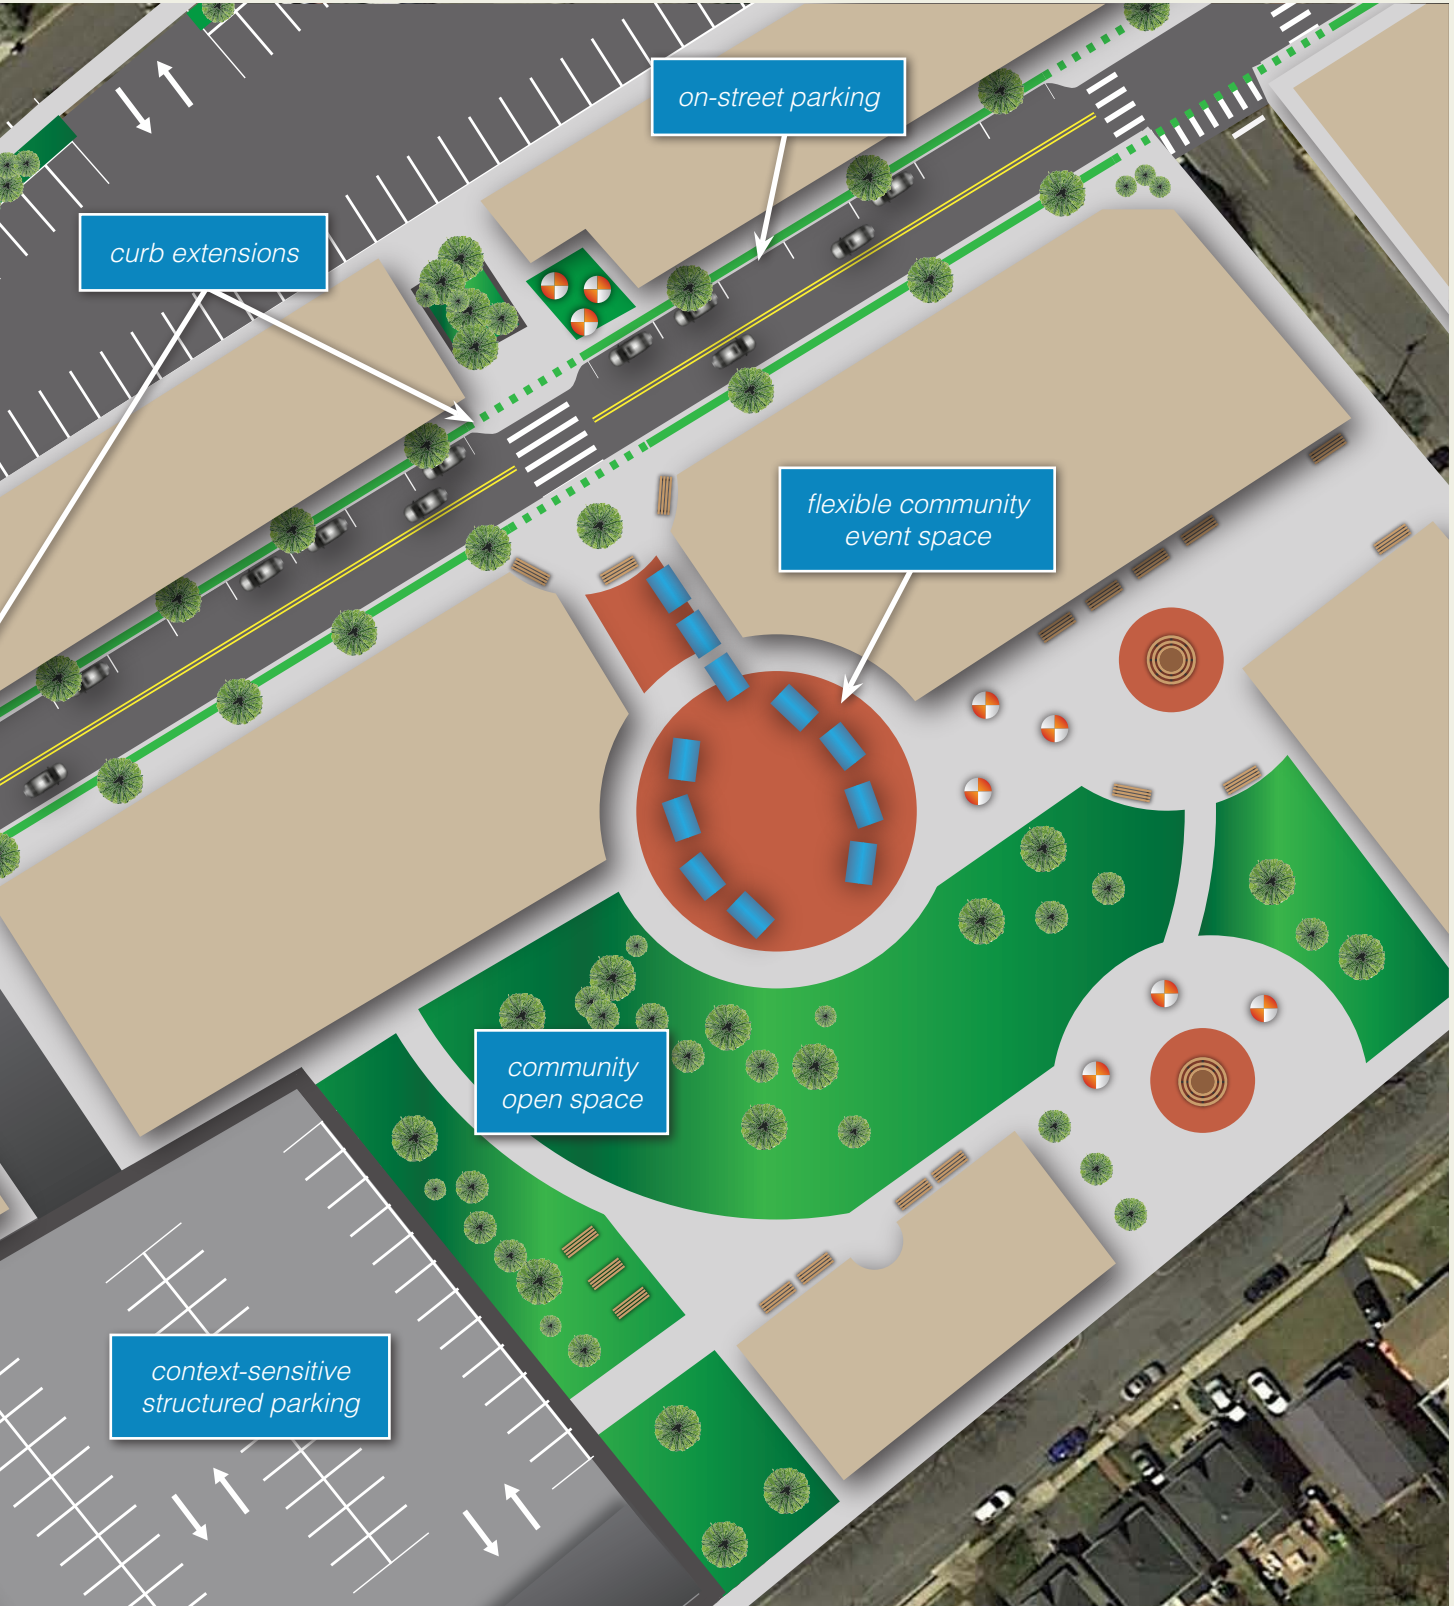 on-street parking
curb extensions
flexible community
event space
community
open space
context-sensitive
structured parking